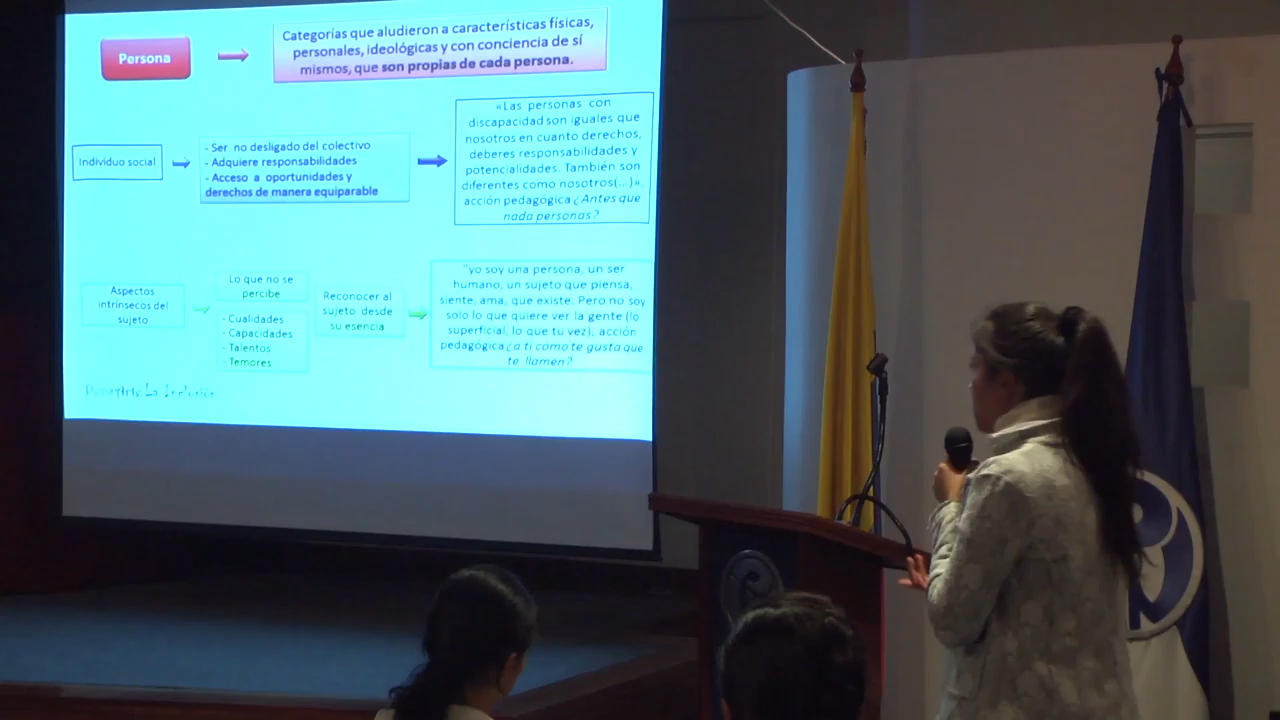 Persona
Categorías que aludieron a características físicas,
personales, ideológicas y con conciencia de sí
mismos, que son propias de cada persona.
Individuo social
- Ser no desligado del colectivo
- Adquiere responsabilidades
- Acceso a oportunidades y
derechos de manera equiparable
«Las personas con
discapacidad son iguales que
nosotros en cuanto derechos,
deberes responsabilidades y
potencialidades. También son
diferentes como nosotros(...)»,
acción pedagógica ¿Antes que
nada personas?
Aspectos
intrínsecos del
sujeto
Lo que no se
percibe
- Cualidades
- Capacidades
- Talentos
- Temores
Reconocer al
sujeto desde
su esencia
"yo soy una persona, un ser
humano, un sujeto que piensa,
siente, ama, que existe. Pero no soy
solo lo que quiere ver la gente (lo
superficial, lo que tu vez), acción
pedagógica ¿a ti como te gusta que
te llamen?
La Inclusión